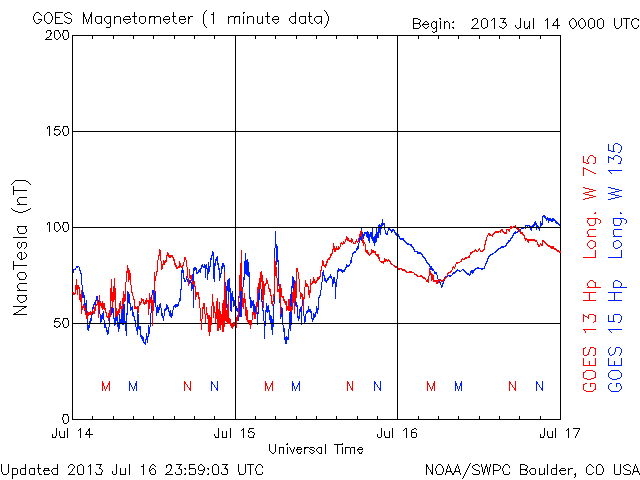 GOES Magnetometer (1 minute data)
Begin: 2013 Jul 14 0000 UTC
200
150
100
50
0
NanoTesla (nT)
M M N N M M N N M M N N
Jul 14 Jul 15 Jul 16 Jul 17
Universal Time
GOES 13 Hp Long. W 75
GOES 15 Hp Long. W 135
Updated 2013 Jul 16 23:59:03 UTC
NOAA/SWPC Boulder, CO USA